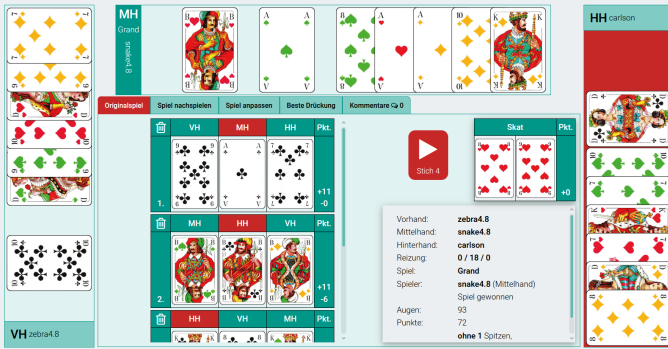 MH
Grand
snake4.8
HH carlson
Originalspiel
Spiel nachspielen
Spiel anpassen
Beste Drückung
Kommentare 0
VH MH HH Pkt.
1. +11
-0
MH HH VH Pkt.
2. +11
-6
HH MH VH Pkt.
Stich 4
Skat Pkt.
+0
Vorhand: zebra4.8
Mittelhand: snake4.8
Hinterhand: carlson
Reizung: 0 / 18 / 0
Spiel: Grand
Spieler: snake4.8 (Mittelhand)
Spiel gewonnen
Augen: 93
Punkte: 72
ohne 1 Spitzen,
VH zebra4.8